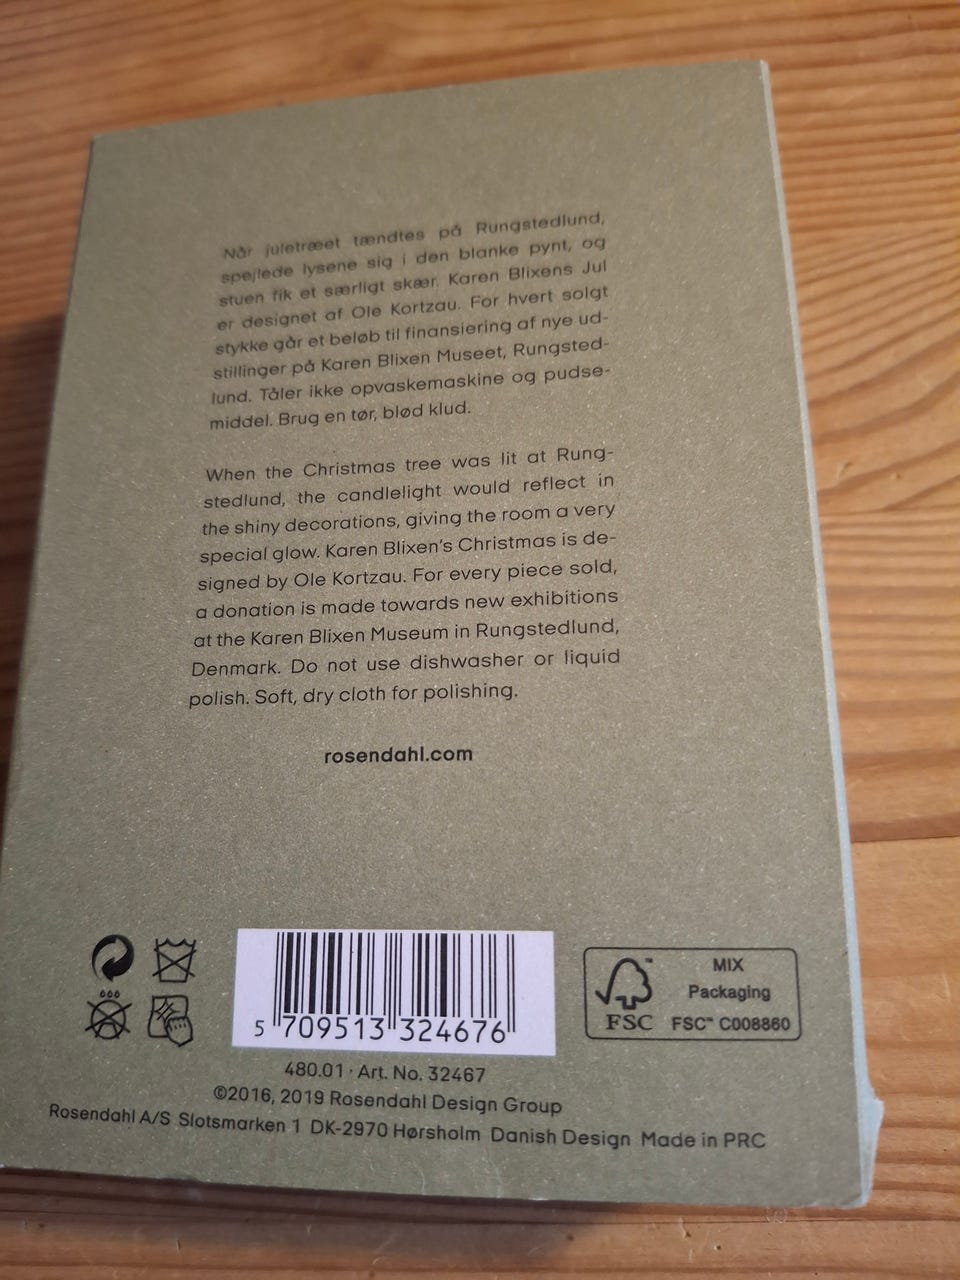 Når juletræet tændtes på Rungstedlund,
spejlede lysene sig i den blanke pynt, og
stuen fik et særligt skær. Karen Blixens Jul
er designet af Ole Kortzau. For hvert solgt
stykke går et beløb til finansiering af nye ud-
stillinger på Karen Blixen Museet, Rungsted-
lund. Tåler ikke opvaskemaskine og pudse-
middel. Brug en tør, blød klud.
When the Christmas tree was lit at Rung-
stedlund, the candlelight would reflect in
the shiny decorations, giving the room a very
special glow. Karen Blixen's Christmas is de-
signed by Ole Kortzau. For every piece sold,
a donation is made towards new exhibitions
at the Karen Blixen Museum in Rungstedlund,
Denmark. Do not use dishwasher or liquid
polish. Soft, dry cloth for polishing.
rosendahl.com
5 709513 324676
MIX
Packaging
FSC FSC™ C008860
480.01 · Art. No. 32467
©2016, 2019 Rosendahl Design Group
Rosendahl A/S Slotsmarken 1 DK-2970 Hørsholm Danish Design Made in PRC